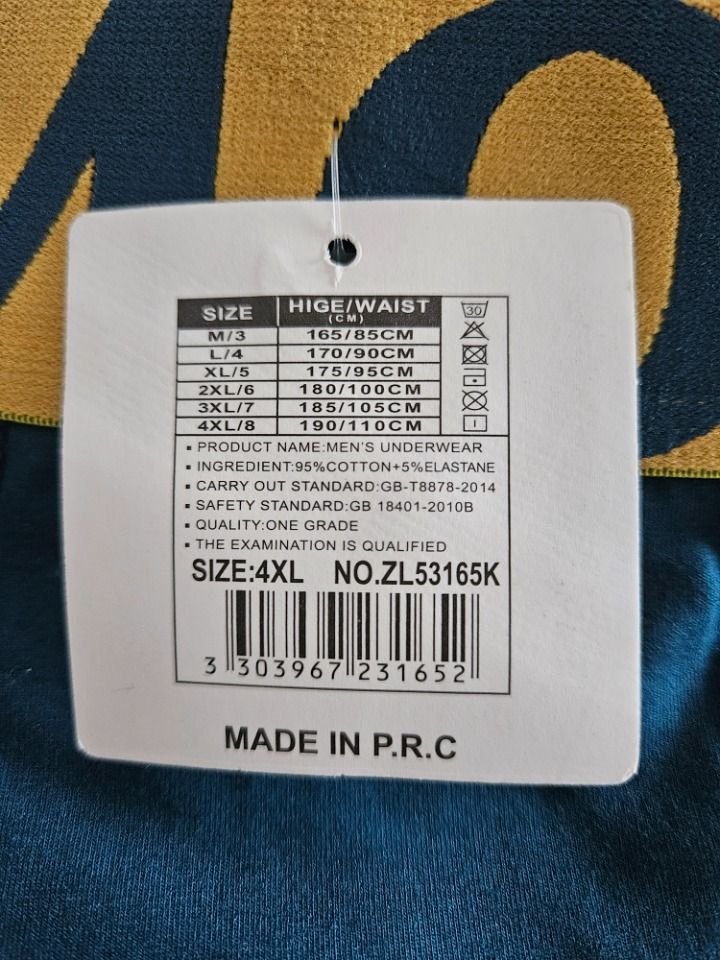 SIZE HIGE/WAIST
(CM)
M/3 165/85CM
L/4 170/90CM
XL/5 175/95CM
2XL/6 180/100CM
3XL/7 185/105CM
4XL/8 190/110CM
30
▪ PRODUCT NAME:MEN'S UNDERWEAR
▪ INGREDIENT:95%COTTON+5%ELASTANE
▪ CARRY OUT STANDARD:GB-T8878-2014
▪ SAFETY STANDARD:GB 18401-2010B
▪ QUALITY:ONE GRADE
▪ THE EXAMINATION IS QUALIFIED
SIZE:4XL NO.ZL53165K
3 303967 231652
MADE IN P.R.C